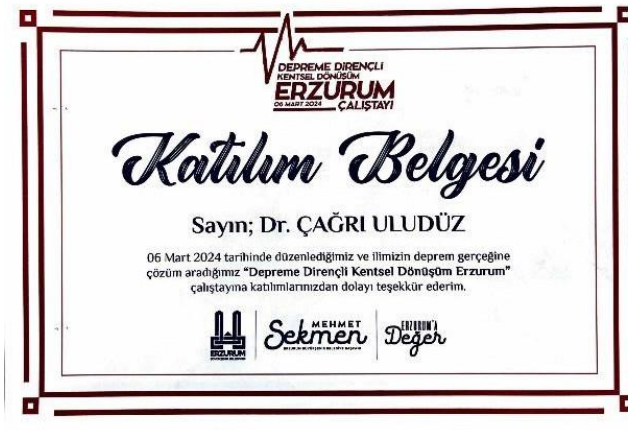 DEPREME DİRENÇLİ
KENTSEL DÖNÜŞÜM
ERZURUM
06 MART 2024 ÇALIŞTAYI
Katılım Belgesi
Sayın; Dr. ÇAĞRI ULUDÜZ
06 Mart 2024 tarihinde düzenlediğimiz ve ilimizin deprem gerçeğine
çözüm aradığımız “Depreme Dirençli Kentsel Dönüşüm Erzurum”
çalıştayına katılımlarınızdan dolayı teşekkür ederim.
MEHMET
Sekmen
ERZURUM'A
Değer
ERZURUM